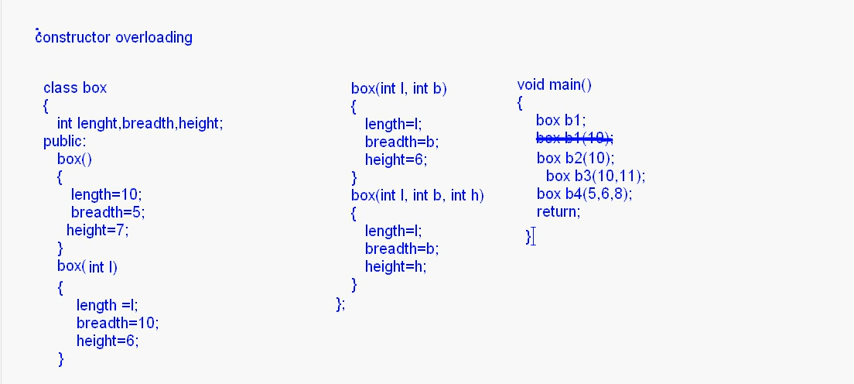 constructor overloading
class box
{
int lenght,breadth,height;
public:
box()
{
length=10;
breadth=5;
height=7;
}
box( int l)
{
length =l;
breadth=10;
height=6;
}
box(int l, int b)
{
length=l;
breadth=b;
height=6;
}
box(int l, int b, int h)
{
length=l;
breadth=b;
height=h;
}
};
void main()
{
box b1;
box b1(10);
box b2(10);
box b3(10,11);
box b4(5,6,8);
return;
}